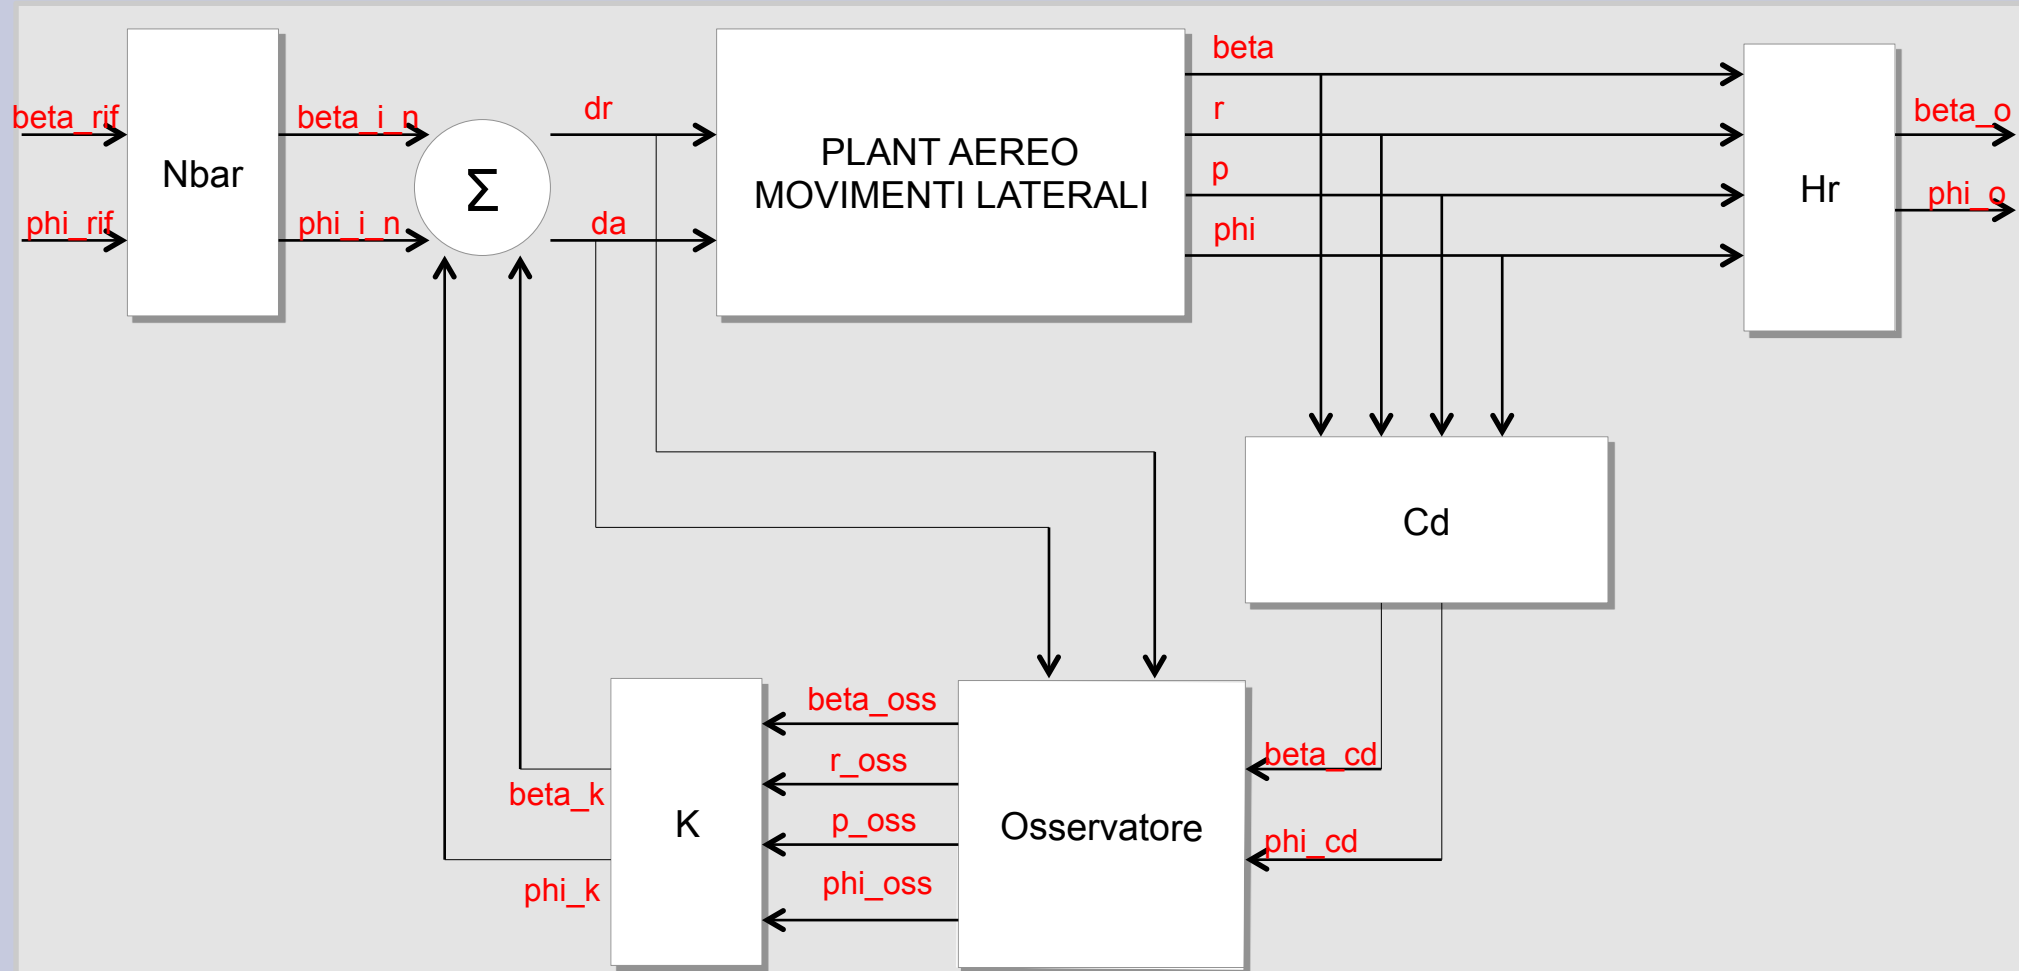 beta_rif
phi_rif
Nbar
beta_i_n
phi_i_n
Σ
dr
da
PLANT AEREO
MOVIMENTI LATERALI
beta
r
p
phi
Hr
beta_o
phi_o
Cd
beta_cd
phi_cd
Osservatore
beta_oss
r_oss
p_oss
phi_oss
K
beta_k
phi_k